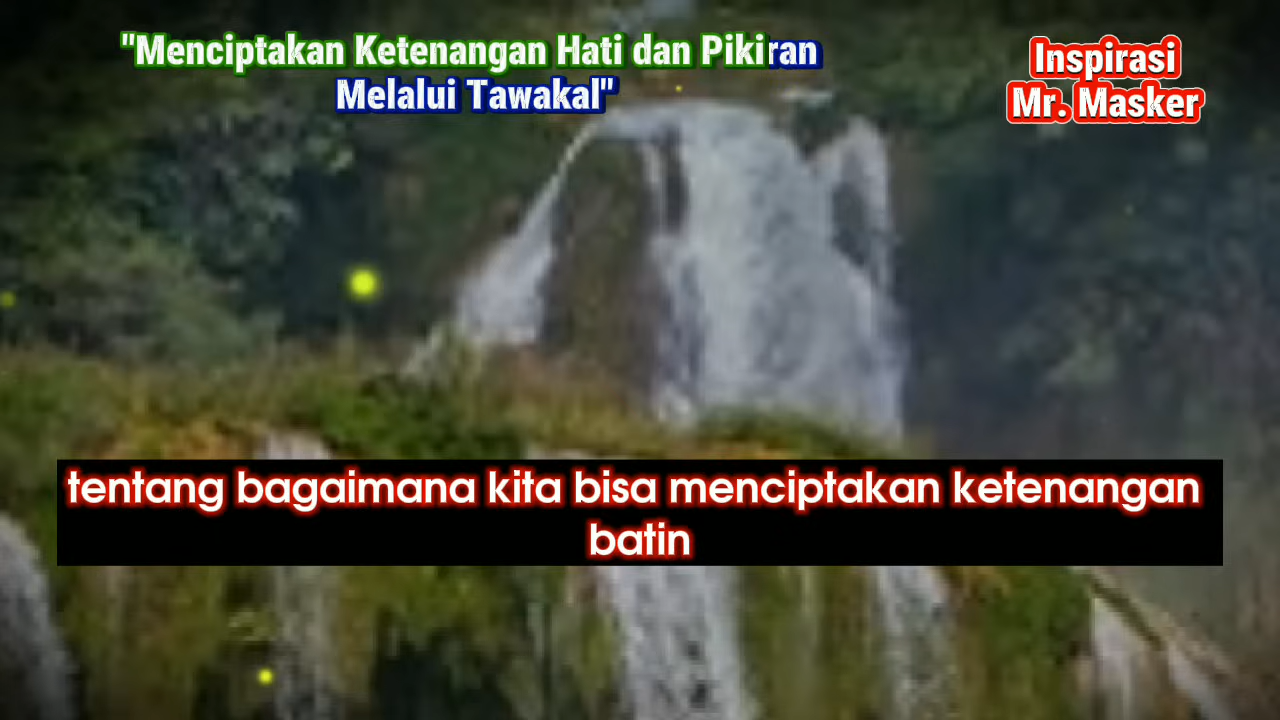 "Menciptakan Ketenangan Hati dan Pikiran
Melalui Tawakal"
Inspirasi
Mr. Masker
tentang bagaimana kita bisa menciptakan ketenangan
batin